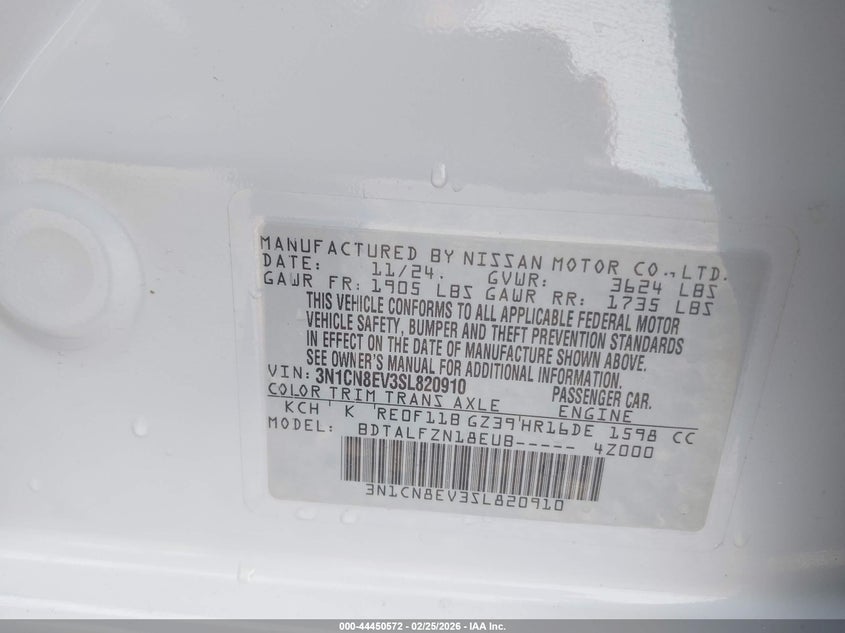 MANUFACTURED BY NISSAN MOTOR CO., LTD.
DATE: 11/24. GVWR: 3624 LBS
GAWR FR: 1905 LBS GAWR RR: 1735 LBS
THIS VEHICLE CONFORMS TO ALL APPLICABLE FEDERAL MOTOR
VEHICLE SAFETY, BUMPER AND THEFT PREVENTION STANDARDS
IN EFFECT ON THE DATE OF MANUFACTURE SHOWN ABOVE.
SEE OWNER'S MANUAL FOR ADDITIONAL INFORMATION.
VIN: 3N1CN8EV3SL820910 PASSENGER CAR.
COLOR TRIM TRANS AXLE ENGINE
KCH ' K 'RE0F11B GZ39'HR16DE 1598 CC
MODEL: BDTALFZN18EUB----- 4Z000
3N1CN8EV3SL820910
000-44450572 - 02/25/2026 - IAA Inc.